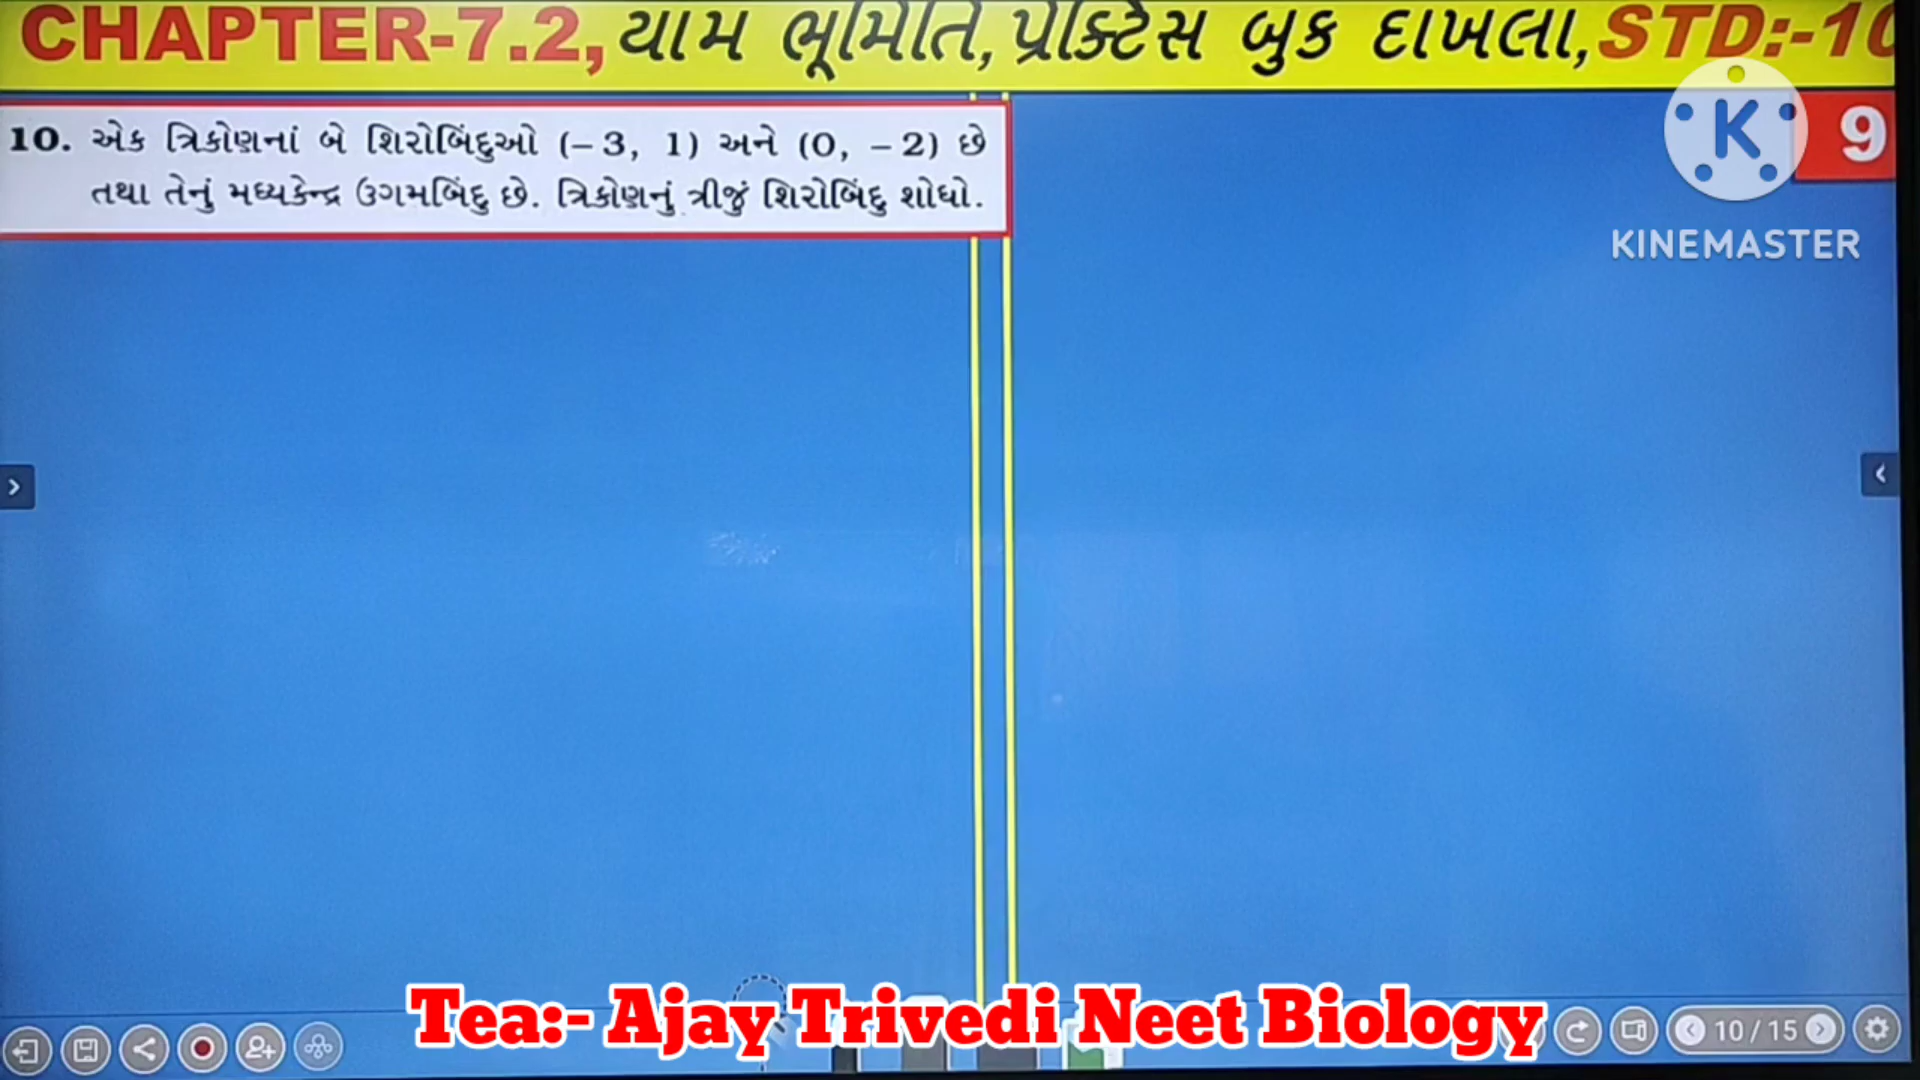 CHAPTER-7.2, યામ ભૂમિતિ, પ્રેક્ટિસ બુક દાખલા, STD:-10
9
KINEMASTER
10. એક ત્રિકોણનાં બે શિરોબિંદુઓ (– 3, 1) અને (0, – 2) છે
તથા તેનું મધ્યકેન્દ્ર ઉગમબિંદુ છે. ત્રિકોણનું ત્રીજું શિરોબિંદુ શોધો.
Tea:- Ajay Trivedi Neet Biology
10 / 15